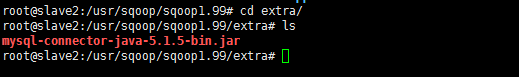 root@slave2:/usr/sqoop/sqoop1.99# cd extra/
root@slave2:/usr/sqoop/sqoop1.99/extra# ls
mysql-connector-java-5.1.5-bin.jar
root@slave2:/usr/sqoop/sqoop1.99/extra#